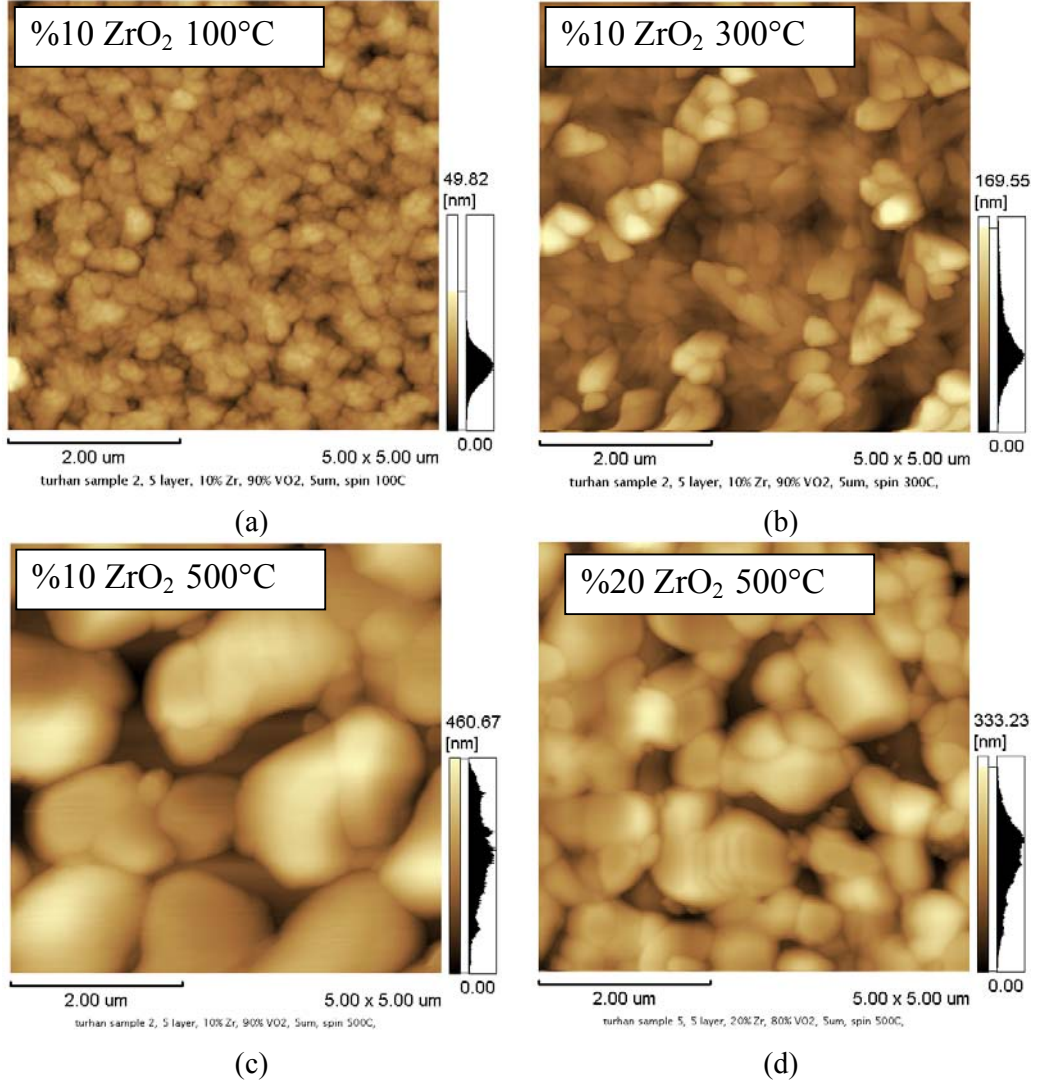 %10 ZrO₂ 100°C
49.82
[nm]
0.00
2.00 um
5.00 x 5.00 um
turhan sample 2, 5 layer, 10% Zr, 90% VO2, 5um, spin 100C
(a)
%10 ZrO₂ 300°C
169.55
[nm]
0.00
2.00 um
5.00 x 5.00 um
turhan sample 2, 5 layer, 10% Zr, 90% VO2, 5um, spin 300C,
(b)
%10 ZrO₂ 500°C
460.67
[nm]
0.00
2.00 um
5.00 x 5.00 um
turhan sample 2, 5 layer, 10% Zr, 90% VO2, 5um, spin 500C,
(c)
%20 ZrO₂ 500°C
333.23
[nm]
0.00
2.00 um
5.00 x 5.00 um
turhan sample 5, 5 layer, 20% Zr, 80% VO2, 5um, spin 500C,
(d)